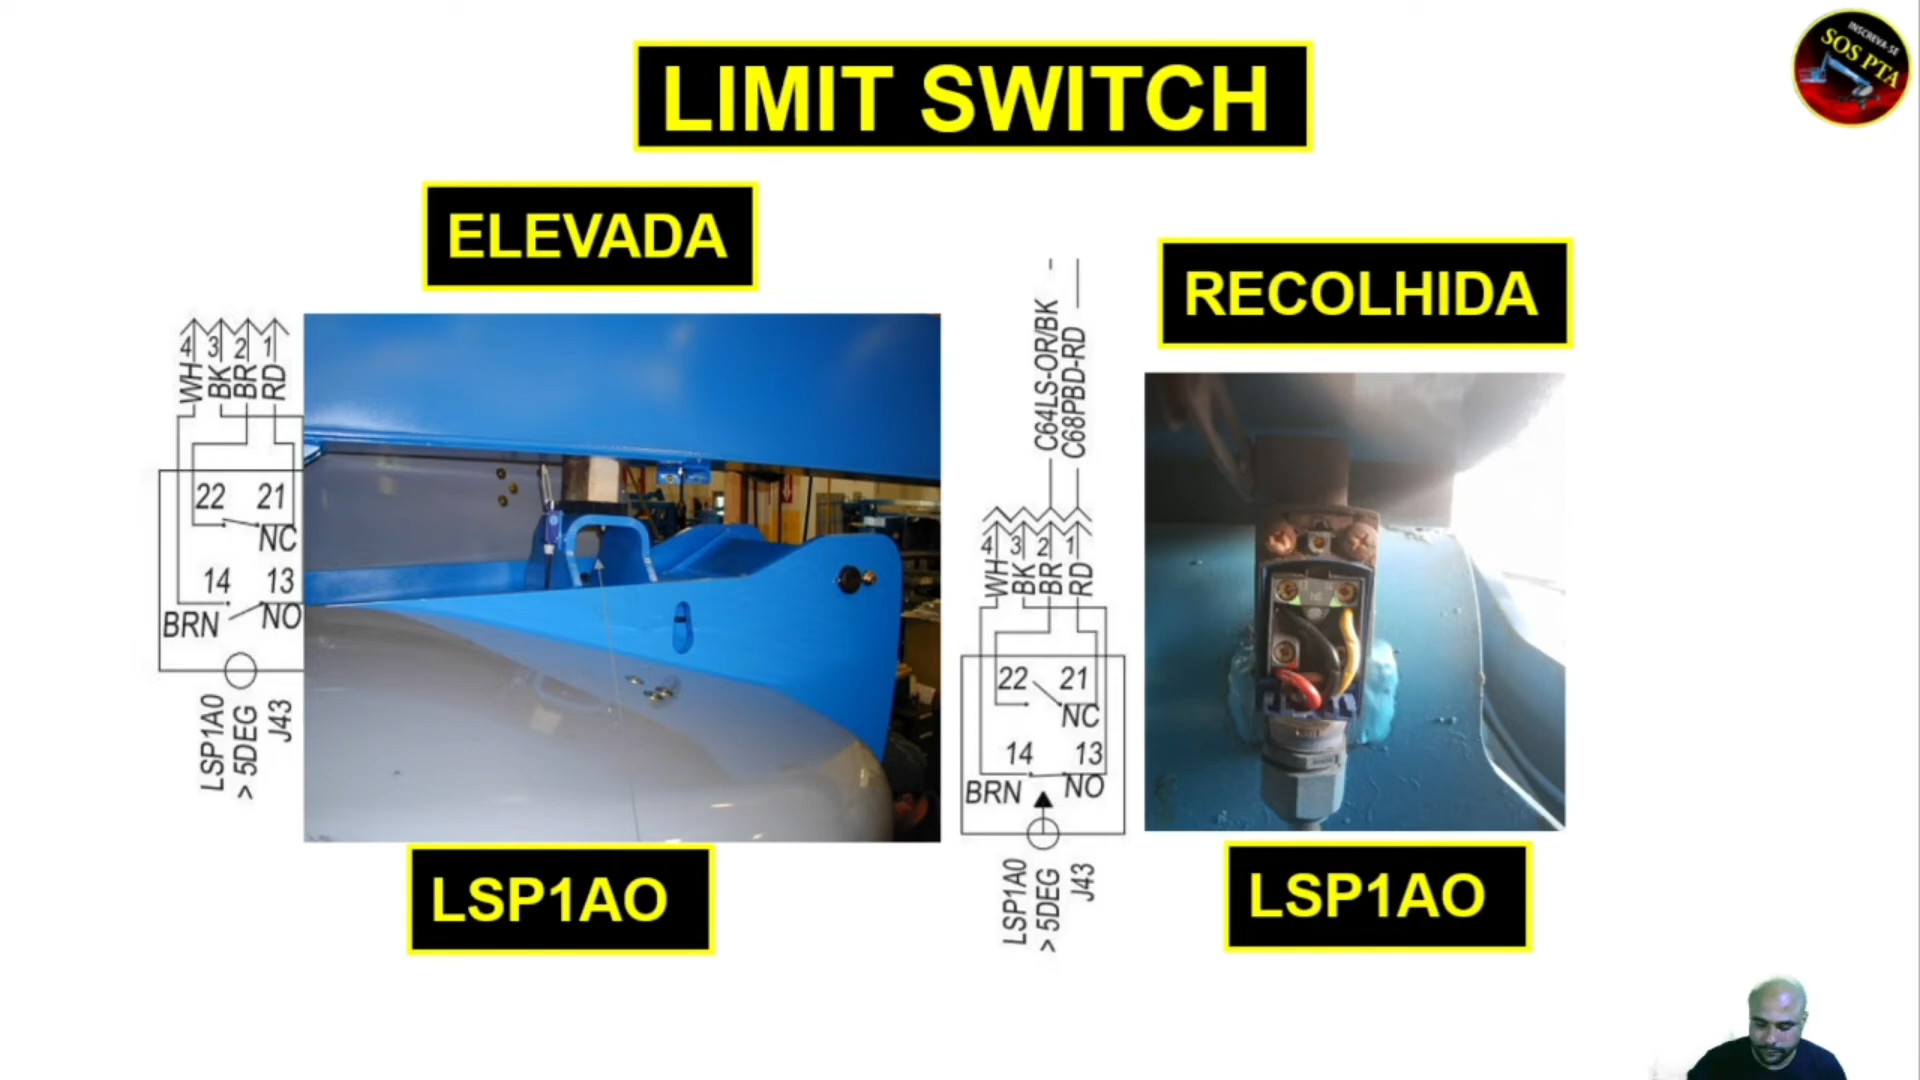 LIMIT SWITCH
INSCREVA-SE
SOS PTA
ELEVADA
RECOLHIDA
4 3 2 1
WH BK BR RD
22 21
NC
14 13
BRN NO
LSP1A0
> 5DEG
J43
C64LS-OR/BK
C68PBD-RD
4 3 2 1
WH BK BR RD
22 21
NC
14 13
BRN NO
LSP1A0
> 5DEG
J43
LSP1AO
LSP1AO